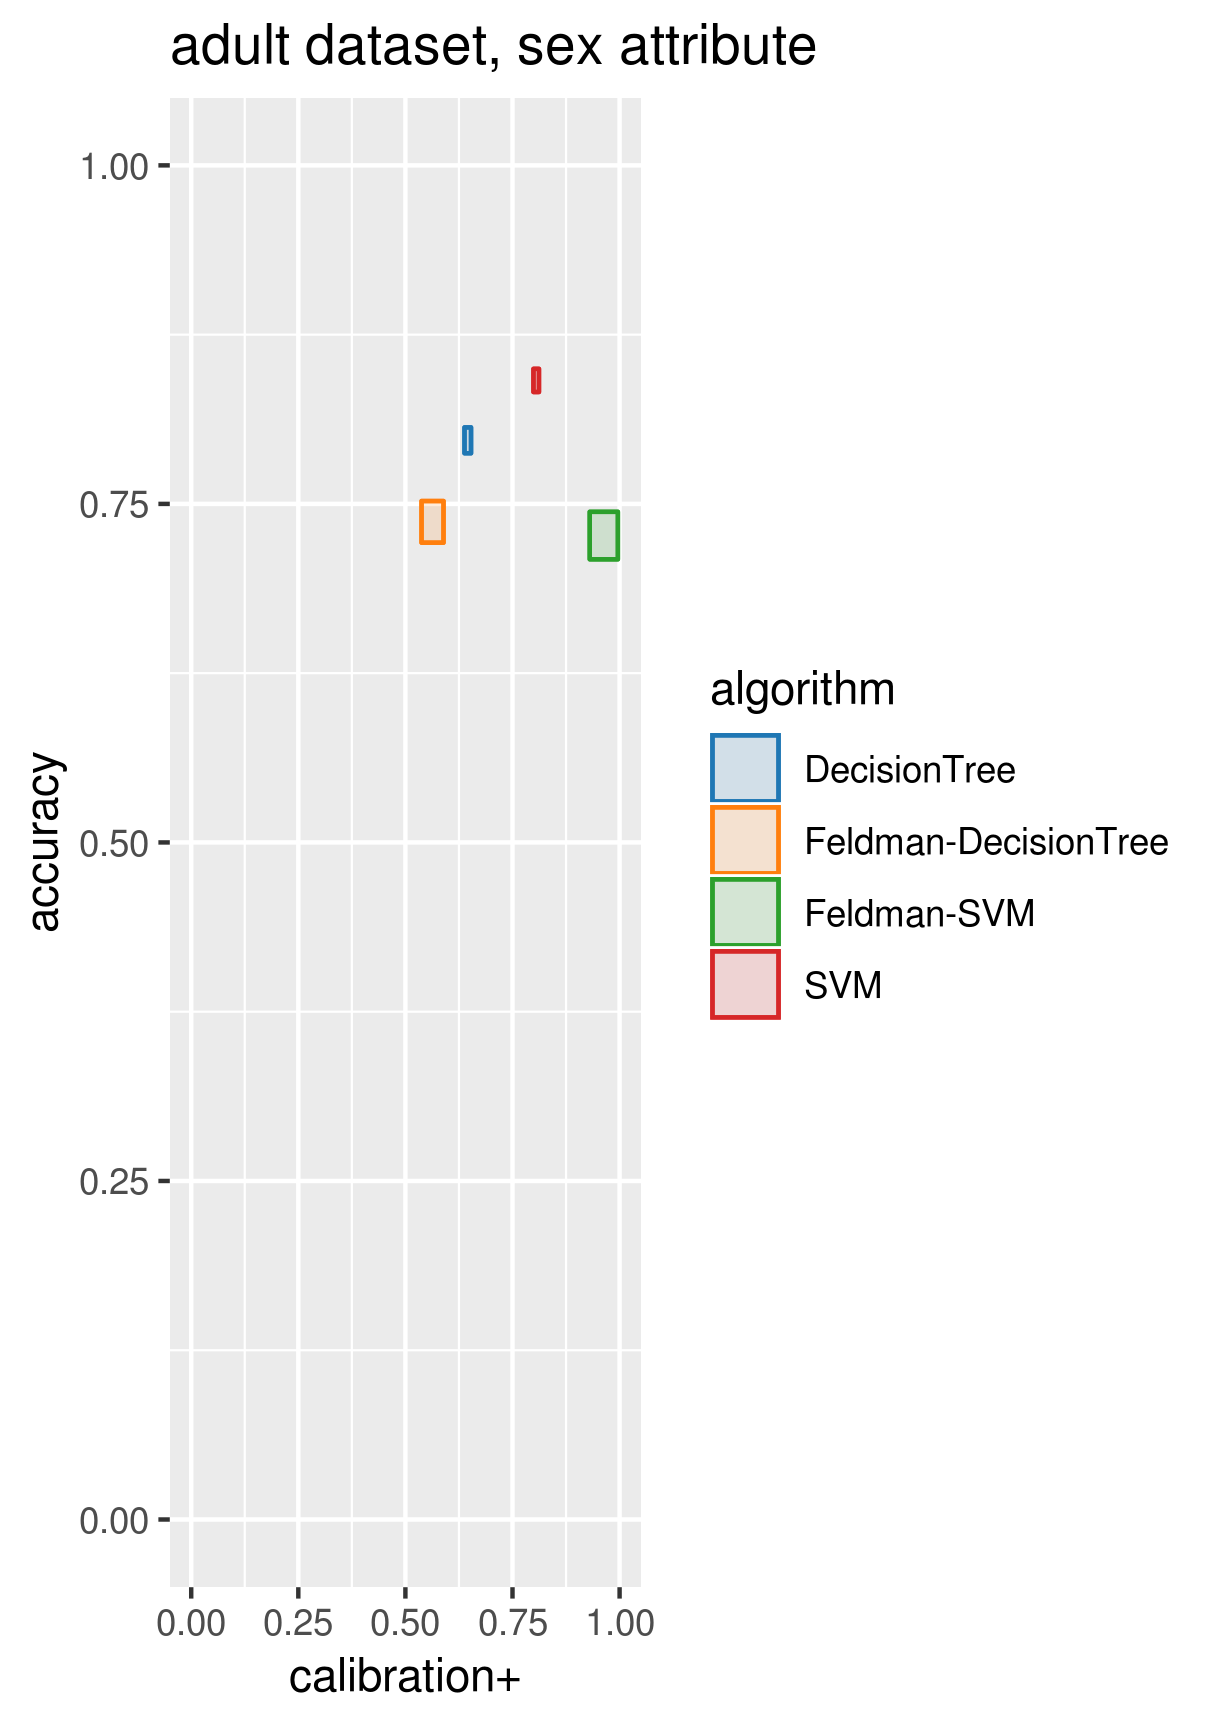 adult dataset, sex attribute
1.00
0.75
0.50
0.25
0.00
accuracy
0.00 0.25 0.50 0.75 1.00
calibration+
algorithm
DecisionTree
Feldman-DecisionTree
Feldman-SVM
SVM